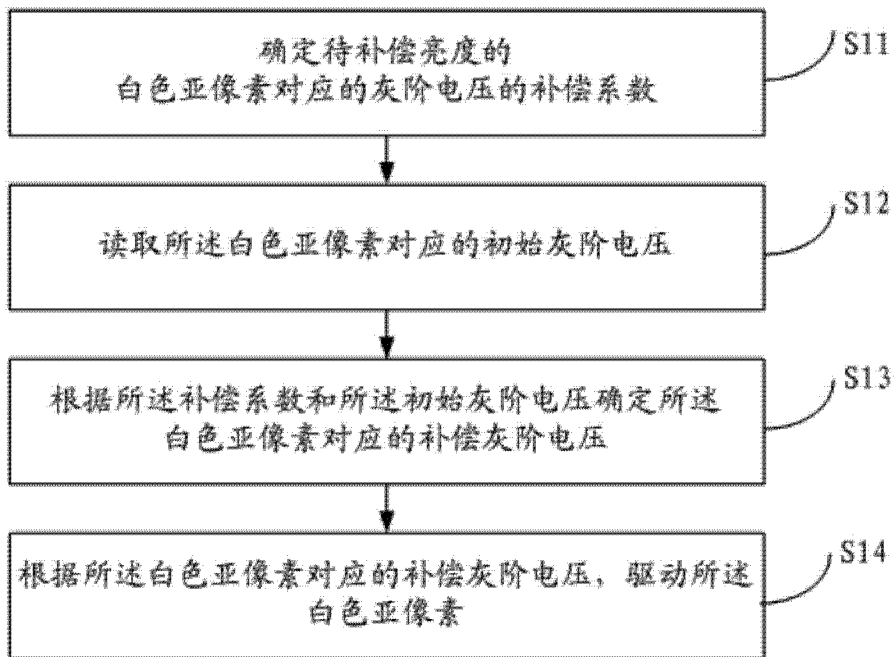 确定待补偿亮度的
白色亚像素对应的灰阶电压的补偿系数
S11
读取所述白色亚像素对应的初始灰阶电压
S12
根据所述补偿系数和所述初始灰阶电压确定所述
白色亚像素对应的补偿灰阶电压
S13
根据所述白色亚像素对应的补偿灰阶电压，驱动所述
白色亚像素
S14